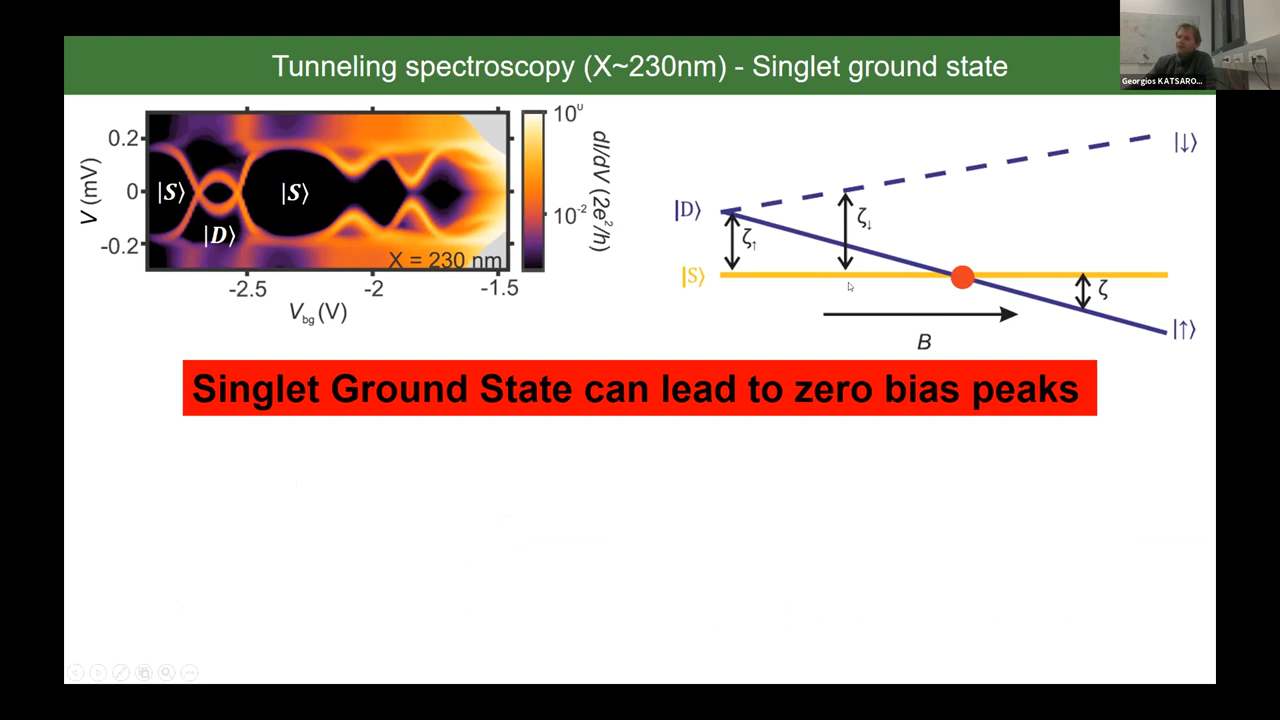 Georgios KATSARO...
Tunneling spectroscopy (X~230nm) - Singlet ground state
0.2
0
-0.2
V (mV)
|S⟩
|D⟩
|S⟩
X = 230 nm
-2.5
-2
-1.5
V_bg (V)
10⁰
10⁻²
dI/dV (2e²/h)
|D⟩
|S⟩
ζ↑
ζ↓
ζ
|↓⟩
|↑⟩
B
Singlet Ground State can lead to zero bias peaks